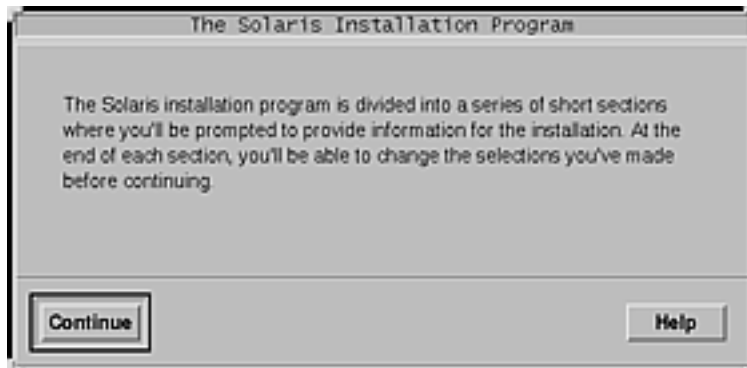 The Solaris Installation Program
The Solaris installation program is divided into a series of short sections
where you'll be prompted to provide information for the installation. At the
end of each section, you'll be able to change the selections you've made
before continuing.
Continue
Help